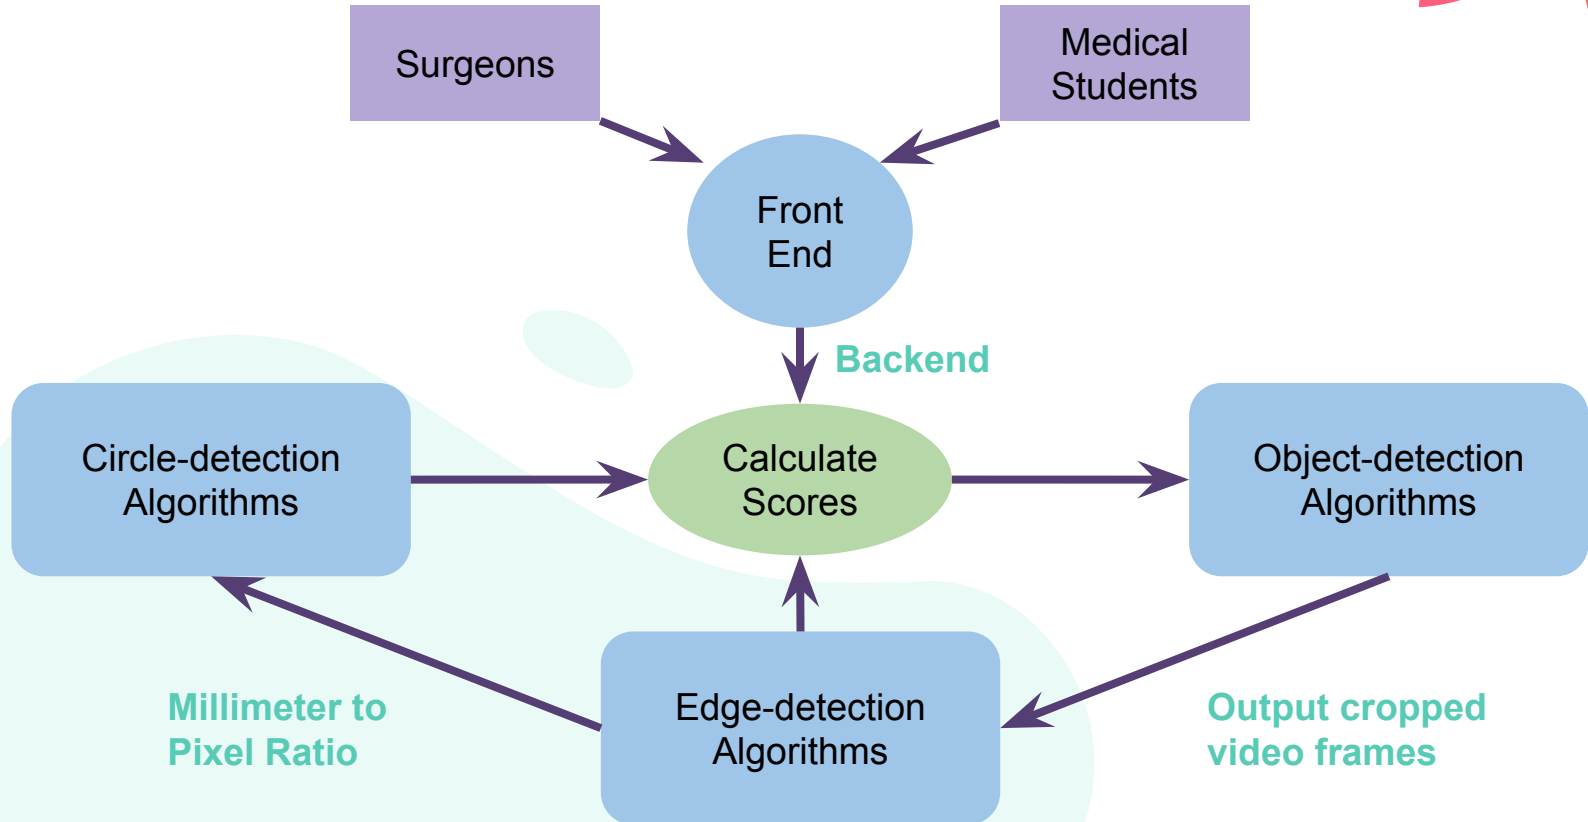 Surgeons
Medical
Students
Front
End
Backend
Circle-detection
Algorithms
Calculate
Scores
Object-detection
Algorithms
Millimeter to
Pixel Ratio
Edge-detection
Algorithms
Output cropped
video frames